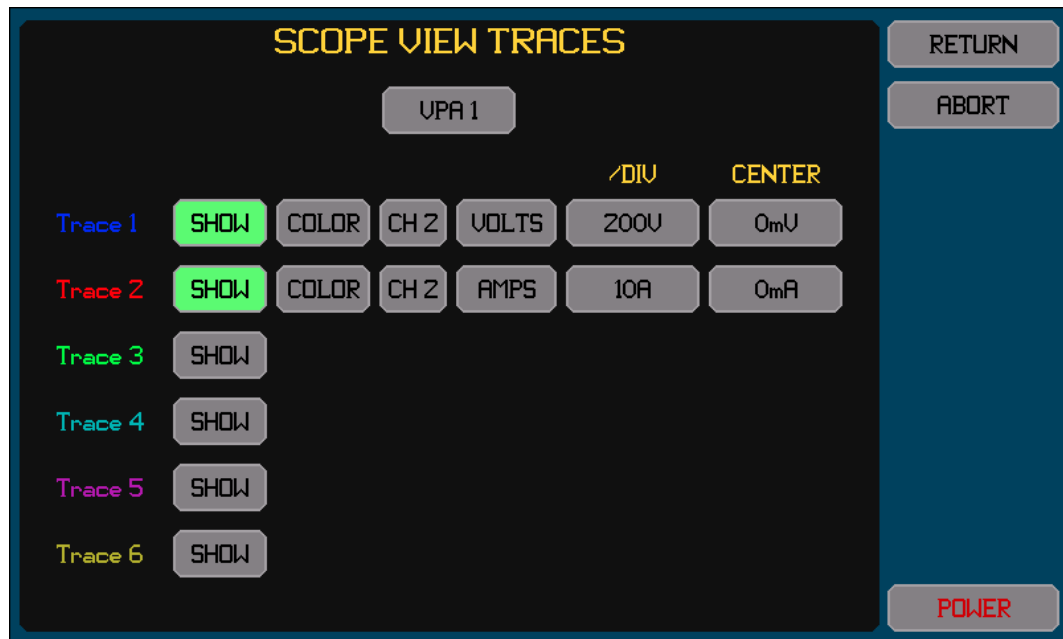 SCOPE VIEW TRACES
RETURN
VPA 1
ABORT
/DIV CENTER
Trace 1 SHOW COLOR CH 2 VOLTS 200V 0mV
Trace 2 SHOW COLOR CH 2 AMPS 10A 0mA
Trace 3 SHOW
Trace 4 SHOW
Trace 5 SHOW
Trace 6 SHOW
POWER